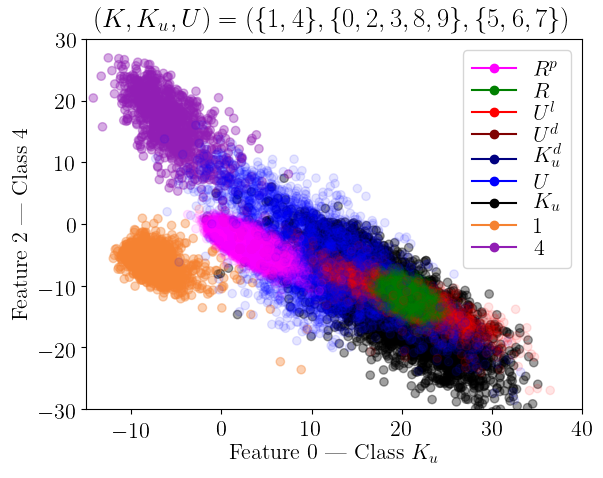 (K, K_u, U) = ({1, 4}, {0, 2, 3, 8, 9}, {5, 6, 7})
30
20
10
0
−10
−20
−30
Feature 2 — Class 4
R^p
R
U^l
U^d
K_u^d
U
K_u
1
4
−10
0
10
20
30
40
Feature 0 — Class K_u